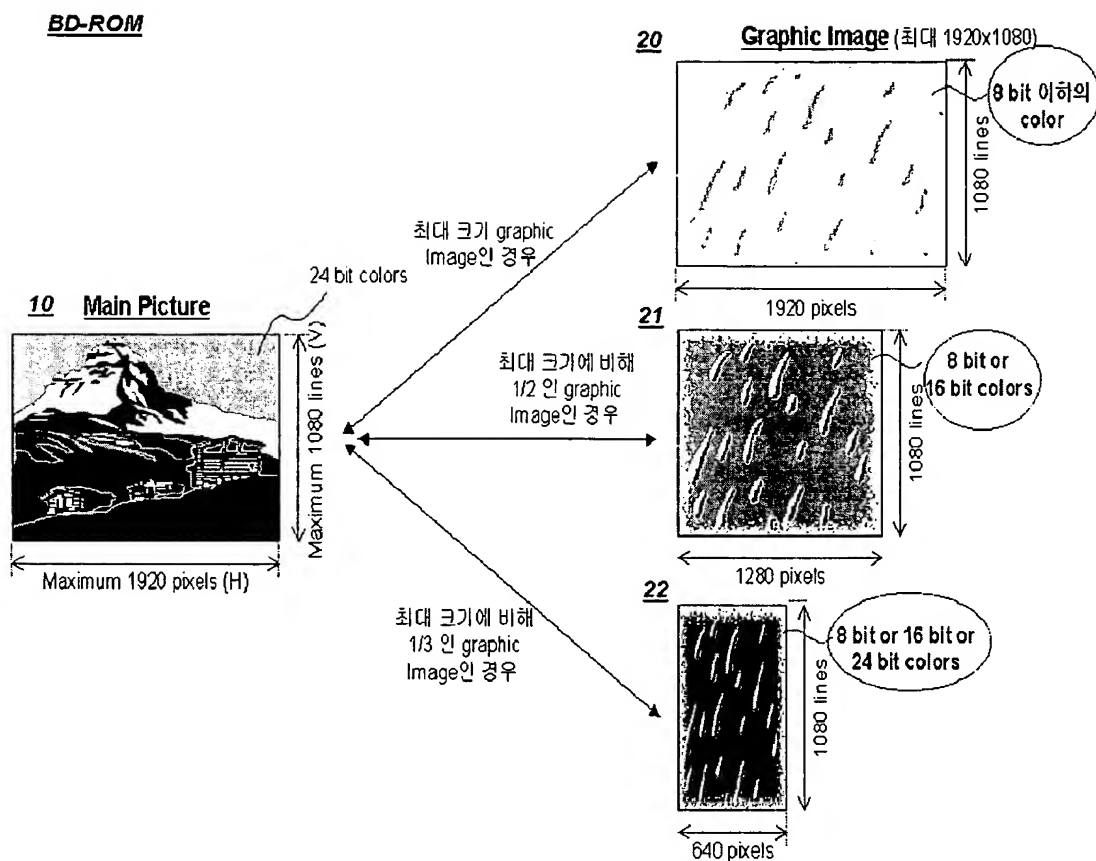 BD-ROM
20 Graphic Image (최대 1920x1080)
8 bit 이하의
color
1080 lines
1920 pixels
최대 크기 graphic
Image인 경우
24 bit colors
10 Main Picture
Maximum 1080 lines (V)
Maximum 1920 pixels (H)
21
최대 크기에 비해
1/2 인 graphic
Image인 경우
8 bit or
16 bit colors
1080 lines
1280 pixels
22
최대 크기에 비해
1/3 인 graphic
Image인 경우
8 bit or 16 bit or
24 bit colors
1080 lines
640 pixels